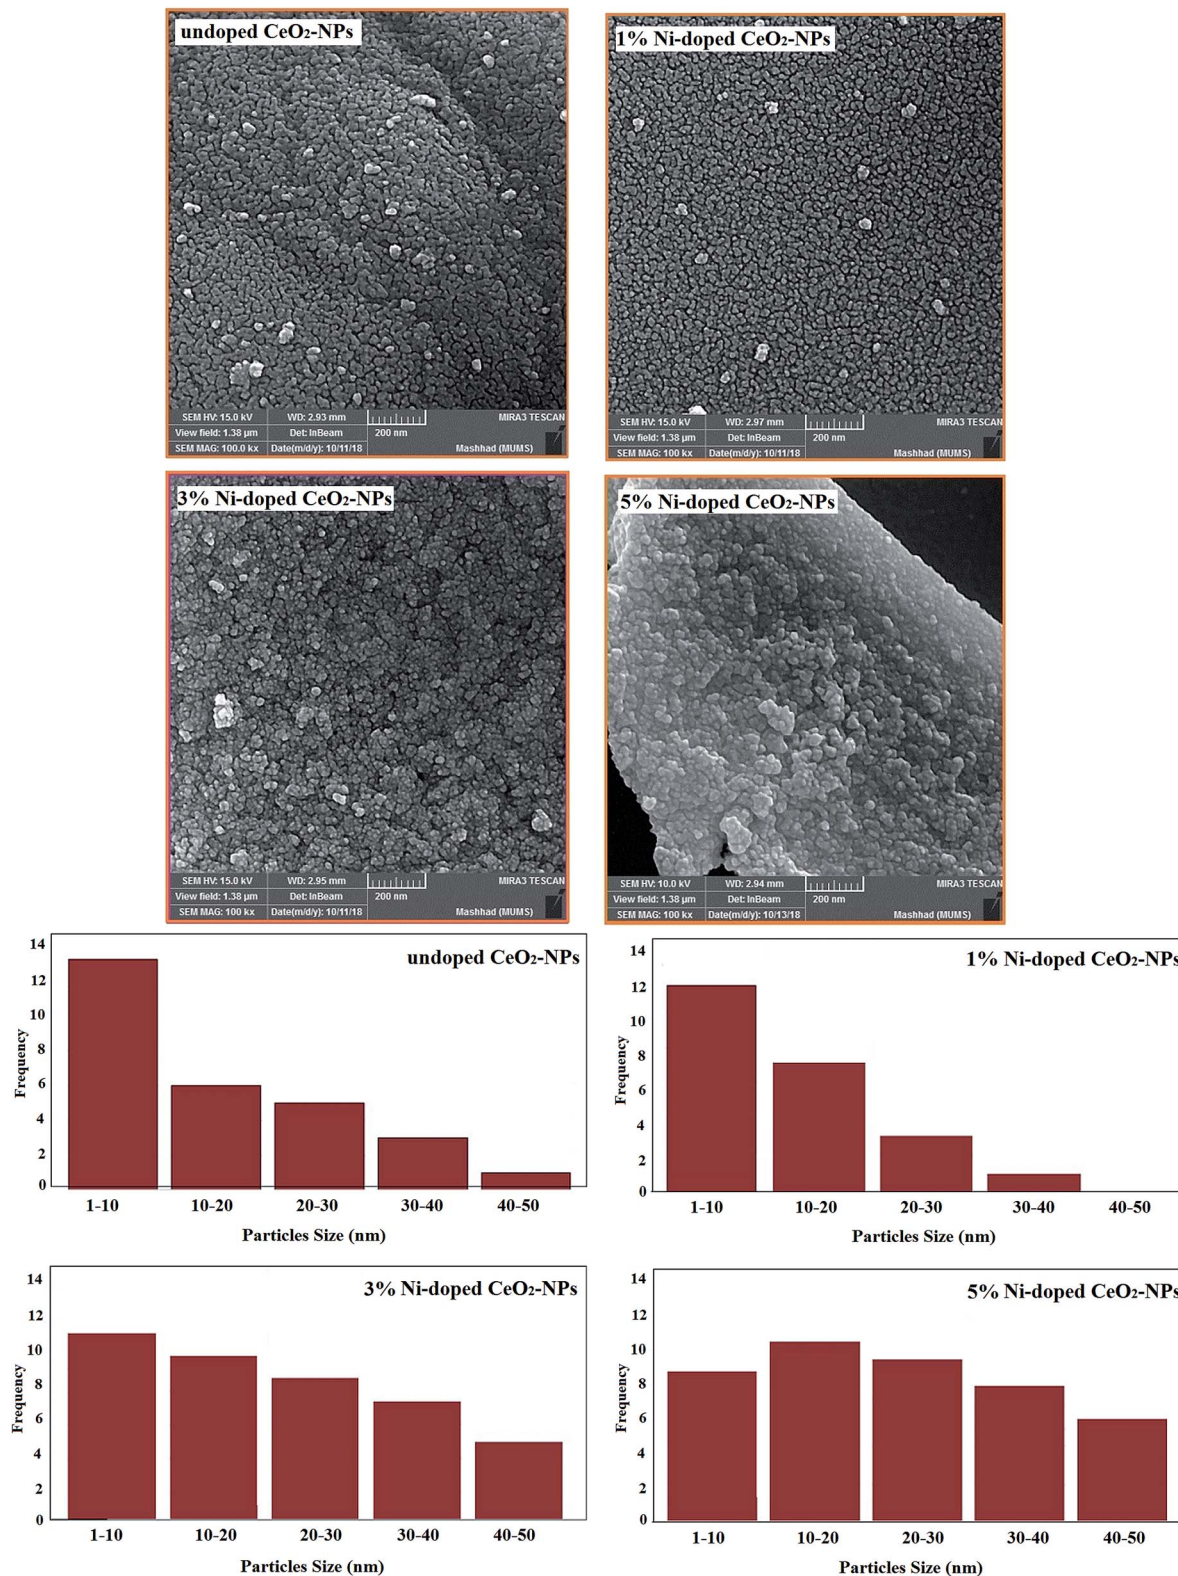 undoped CeO₂-NPs
SEM HV: 15.0 kV WD: 2.93 mm MIRA3 TESCAN
View field: 1.38 µm Det: InBeam 200 nm
SEM MAG: 100.0 kx Date(m/d/y): 10/11/18 Mashhad (MUMS)
1% Ni-doped CeO₂-NPs
SEM HV: 15.0 kV WD: 2.97 mm MIRA3 TESCAN
View field: 1.38 µm Det: InBeam 200 nm
SEM MAG: 100 kx Date(m/d/y): 10/11/18 Mashhad (MUMS)
3% Ni-doped CeO₂-NPs
SEM HV: 15.0 kV WD: 2.95 mm MIRA3 TESCAN
View field: 1.38 µm Det: InBeam 200 nm
SEM MAG: 100 kx Date(m/d/y): 10/11/18 Mashhad (MUMS)
5% Ni-doped CeO₂-NPs
SEM HV: 10.0 kV WD: 2.94 mm MIRA3 TESCAN
View field: 1.38 µm Det: InBeam 200 nm
SEM MAG: 100 kx Date(m/d/y): 10/13/18 Mashhad (MUMS)
undoped CeO₂-NPs
Frequency
14
12
10
8
6
4
2
0
1-10 10-20 20-30 30-40 40-50
Particles Size (nm)
1% Ni-doped CeO₂-NPs
Frequency
14
12
10
8
6
4
2
0
1-10 10-20 20-30 30-40 40-50
Particles Size (nm)
3% Ni-doped CeO₂-NPs
Frequency
14
12
10
8
6
4
2
0
1-10 10-20 20-30 30-40 40-50
Particles Size (nm)
5% Ni-doped CeO₂-NPs
Frequency
14
12
10
8
6
4
2
0
1-10 10-20 20-30 30-40 40-50
Particles Size (nm)